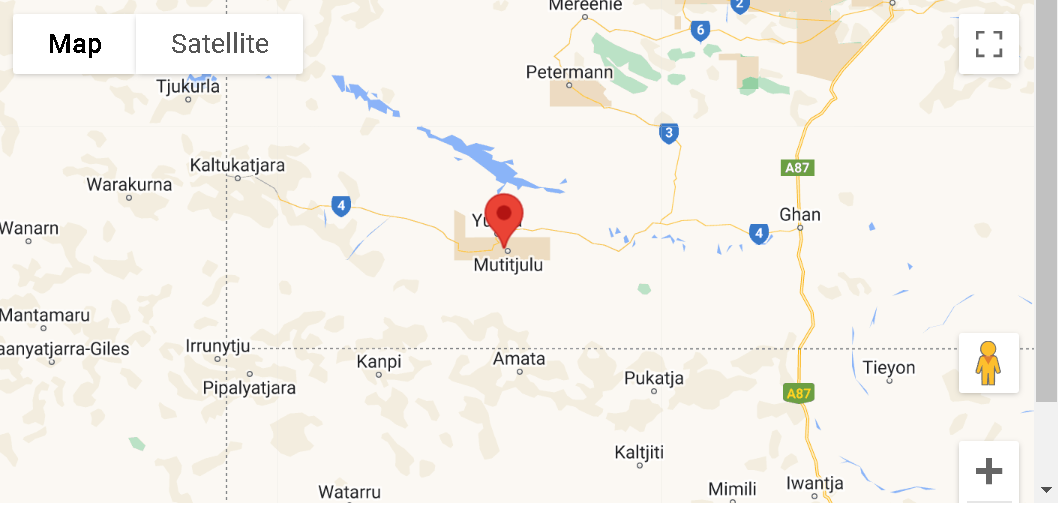 Mereenie
2
Map
Satellite
6
Petermann
Tjukurla
3
Kaltukatjara
A87
Warakurna
4
Ghan
Wanarn
4
Mutitjulu
Mantamaru
Irrunytju
aanyatjarra-Giles
Kanpi
Amata
Tieyon
Pukatja
Pipalyatjara
A87
Kaltjiti
Watarru
Mimili
Iwantja